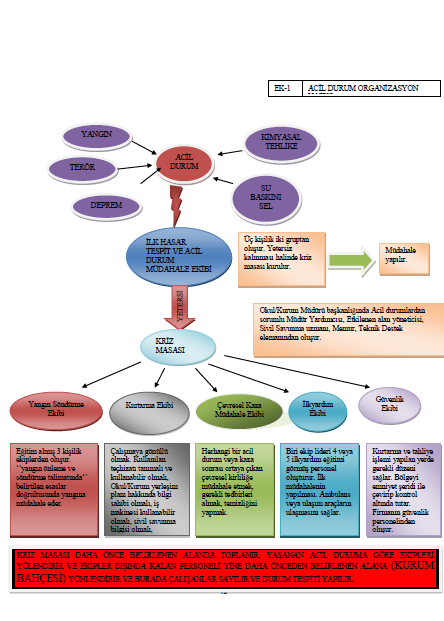 EK-1 ACİL DURUM ORGANİZASYON
YANGIN
KİMYASAL
TEHLİKE
ACİL
DURUM
TERÖR
DEPREM
SU
BASKINI
SEL
İLK HASAR
TESPİT VE ACİL
DURUM
MÜDAHALE EKİBİ
Üç kişilik iki gruptan
oluşur. Yetersiz
kalınması halinde kriz
masası kurulur.
Müdahale
yapılır.
YETERSİ
Okul/Kurum Müdürü başkanlığında Acil durumlardan
sorumlu Müdür Yardımcısı, Etkilenen alan yöneticisi,
Sivil Savunma uzmanı, Memur, Teknik Destek
elemanından oluşur.
KRİZ
MASASI
Yangın Söndürme
Ekibi
Kurtarma Ekibi
Çevresel Kaza
Müdahale Ekibi
İlkyardım
Ekibi
Güvenlik
Ekibi
Eğitim almış 3 kişilik
ekiplerden oluşur.
‘‘yangın önleme ve
söndürme talimatında’’
belirtilen esaslar
doğrultusunda yangına
müdahale eder.
Çalışmaya gönüllü
olmak. Kullanılan
teçhizatı tanımalı ve
kullanabilir olmalı,
Okul/Kurum yerleşim
planı hakkında bilgi
sahibi olmalı, iş
makinesi kullanabilir
olmalı, sivil savunma
bilgisi olmalı,
Herhangi bir acil
durum veya kaza
sonrası ortaya çıkan
çevresel kirliliğe
müdahale etmek,
gerekli tedbirleri
almak, temizliğini
yapmak.
Biri ekip lideri 4 veya
5 ilkyardım eğitimi
görmüş personel
oluşturur. İlk
müdahalenin
yapılması. Ambulans
veya ulaşım araçların
ulaşmasını sağlar.
Kurtarma ve tahliye
işlemi yapılan yerde
gerekli düzeni
sağlar. Bölgeyi
emniyet şeridi ile
çevirip kontrol
altında tutar.
Firmanın güvenlik
personelinden
oluşur.
KRİZ MASASI DAHA ÖNCE BELİRLENEN ALANDA TOPLANIR, YAŞANAN ACİL DURUMA GÖRE EKİPLERİ
YÖLENDİRİR VE EKİPLER DIŞINDA KALAN PERSONELİ YİNE DAHA ÖNCEDEN BELİRLENEN ALANA (KURUM
BAHÇESİ) YÖNLENDİRİR VE BURADA ÇALIŞANLAR SAYILIR VE DURUM TESPİTİ YAPILIR.